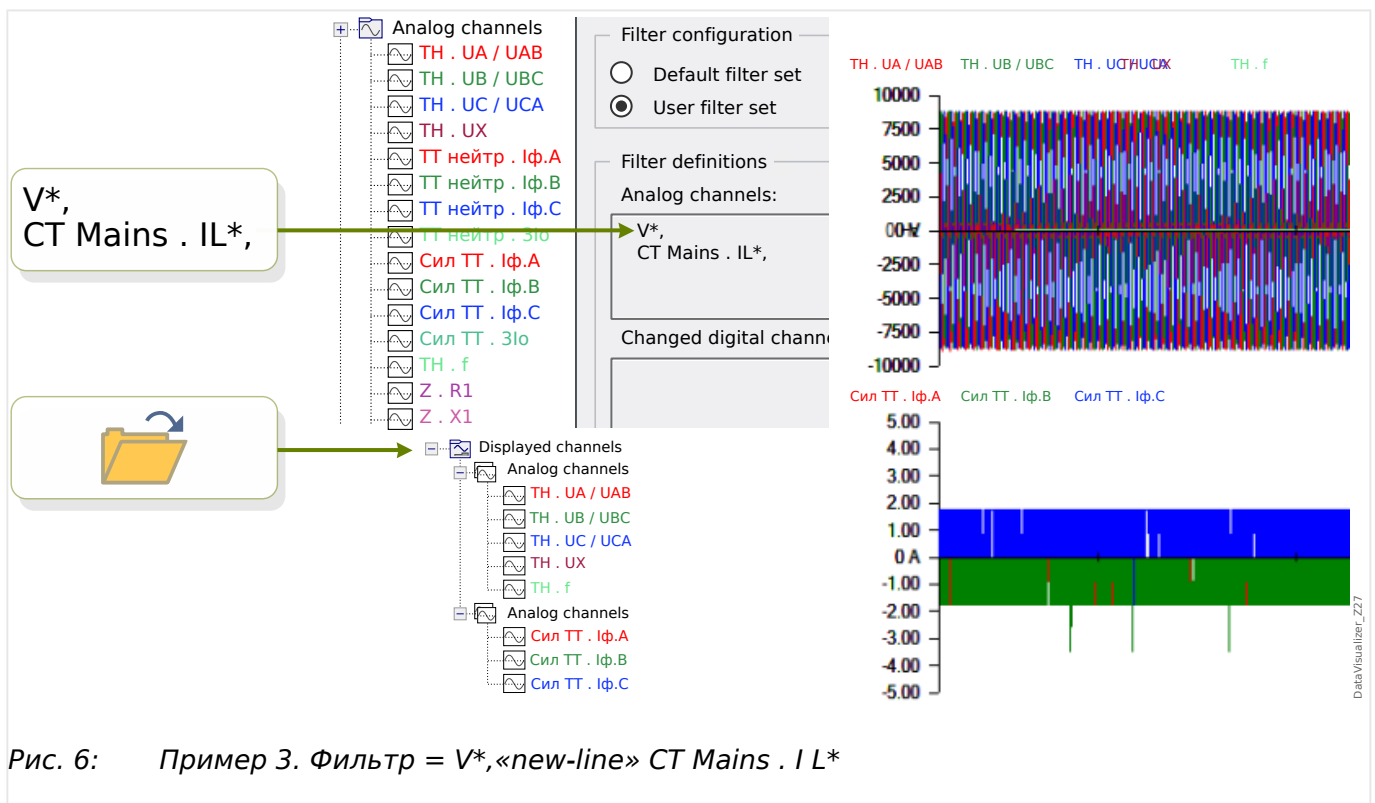 V*,
CT Mains . IL*,
Analog channels
TH . UA / UAB
TH . UB / UBC
TH . UC / UCA
TH . UX
ТТ нейтр . Iф.A
ТТ нейтр . Iф.B
ТТ нейтр . Iф.C
ТТ нейтр . 3Io
Сил ТТ . Iф.A
Сил ТТ . Iф.B
Сил ТТ . Iф.C
Сил ТТ . 3Io
TH . f
Z . R1
Z . X1
Filter configuration
Default filter set
User filter set
Filter definitions
Analog channels:
V*,
CT Mains . IL*,
Changed digital chann
Displayed channels
Analog channels
TH . UA / UAB
TH . UB / UBC
TH . UC / UCA
TH . UX
TH . f
Analog channels
Сил ТТ . Iф.A
Сил ТТ . Iф.B
Сил ТТ . Iф.C
TH . UA / UAB TH . UB / UBC TH . UC / UCA TH . UX TH . f
10000
7500
5000
2500
00 V
-2500
-5000
-7500
-10000
Сил ТТ . Iф.A Сил ТТ . Iф.B Сил ТТ . Iф.C
5.00
4.00
3.00
2.00
1.00
0 A
-1.00
-2.00
-3.00
-4.00
-5.00
DataVisualizer_Z27
Рис. 6: Пример 3. Фильтр = V*,«new-line» CT Mains . I L*